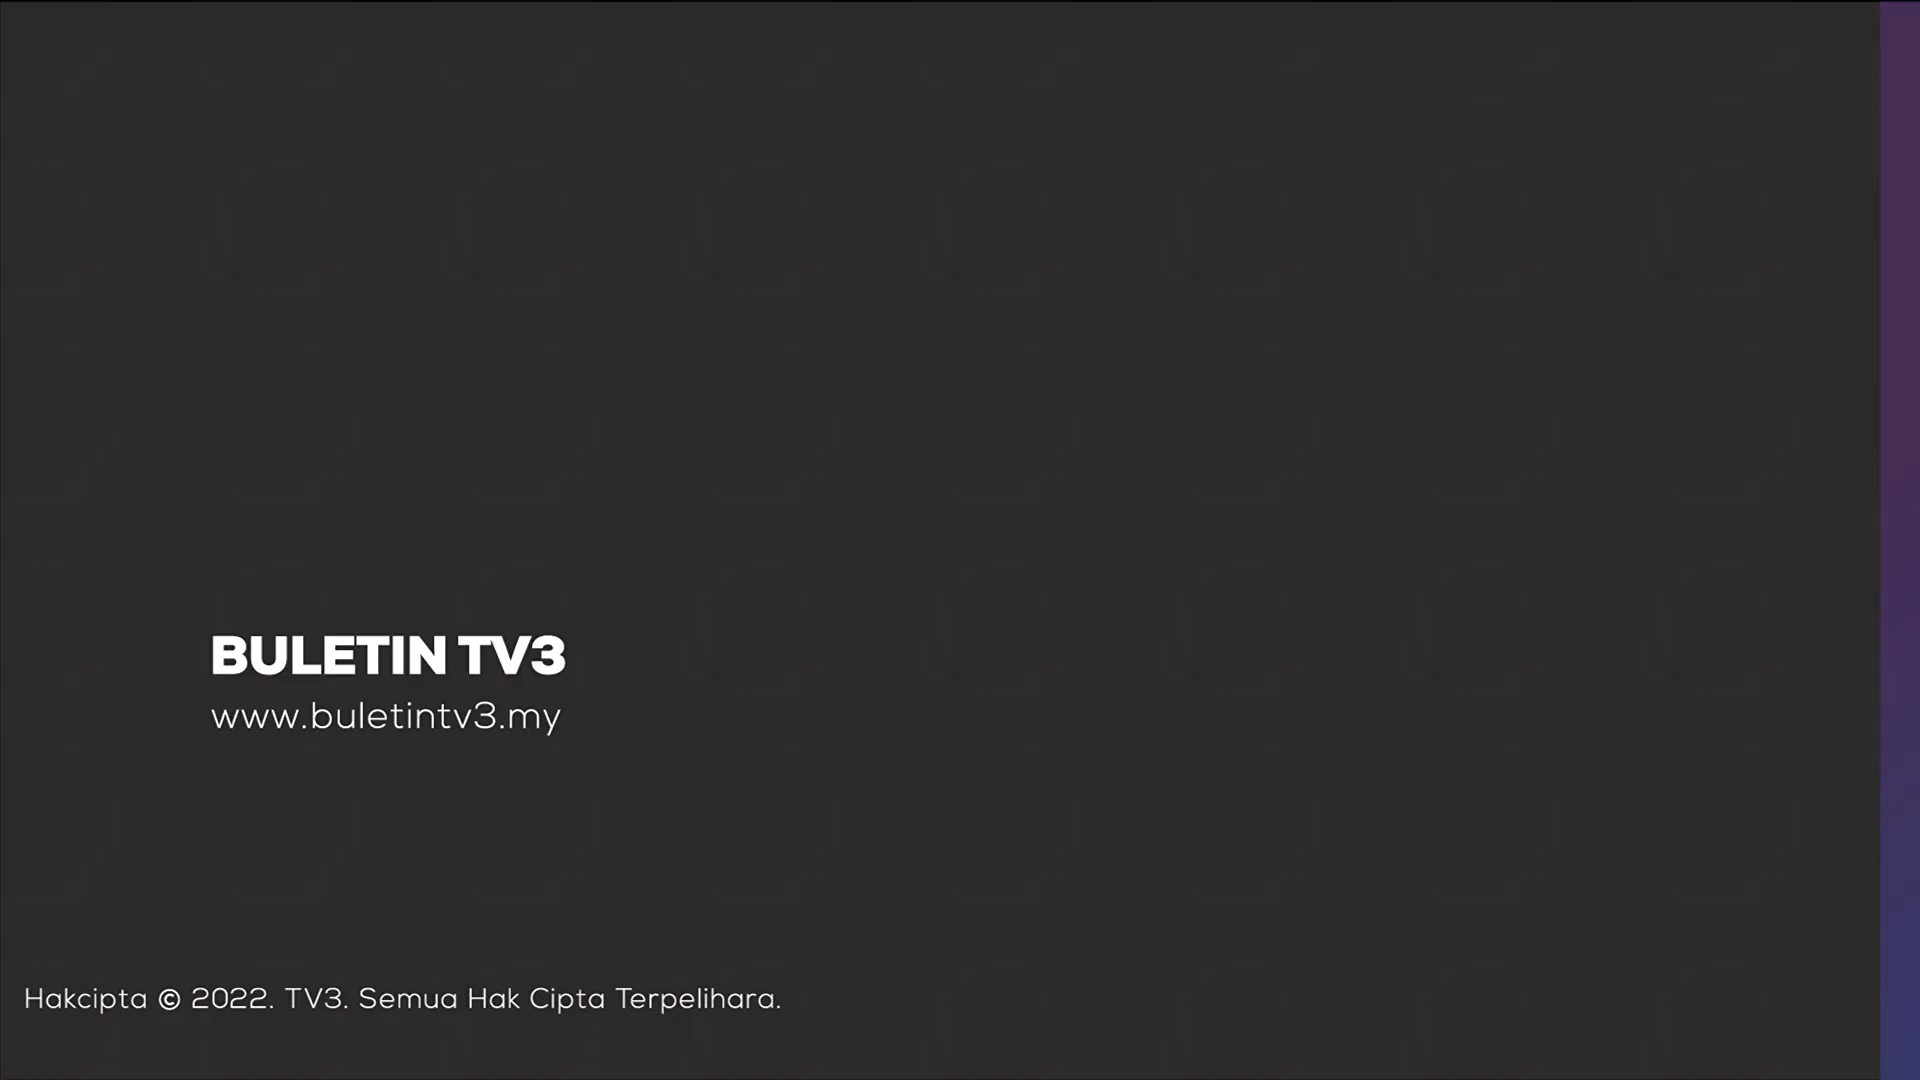 BULETIN TV3
www.buletintv3.my
Hakcipta © 2022. TV3. Semua Hak Cipta Terpelihara.